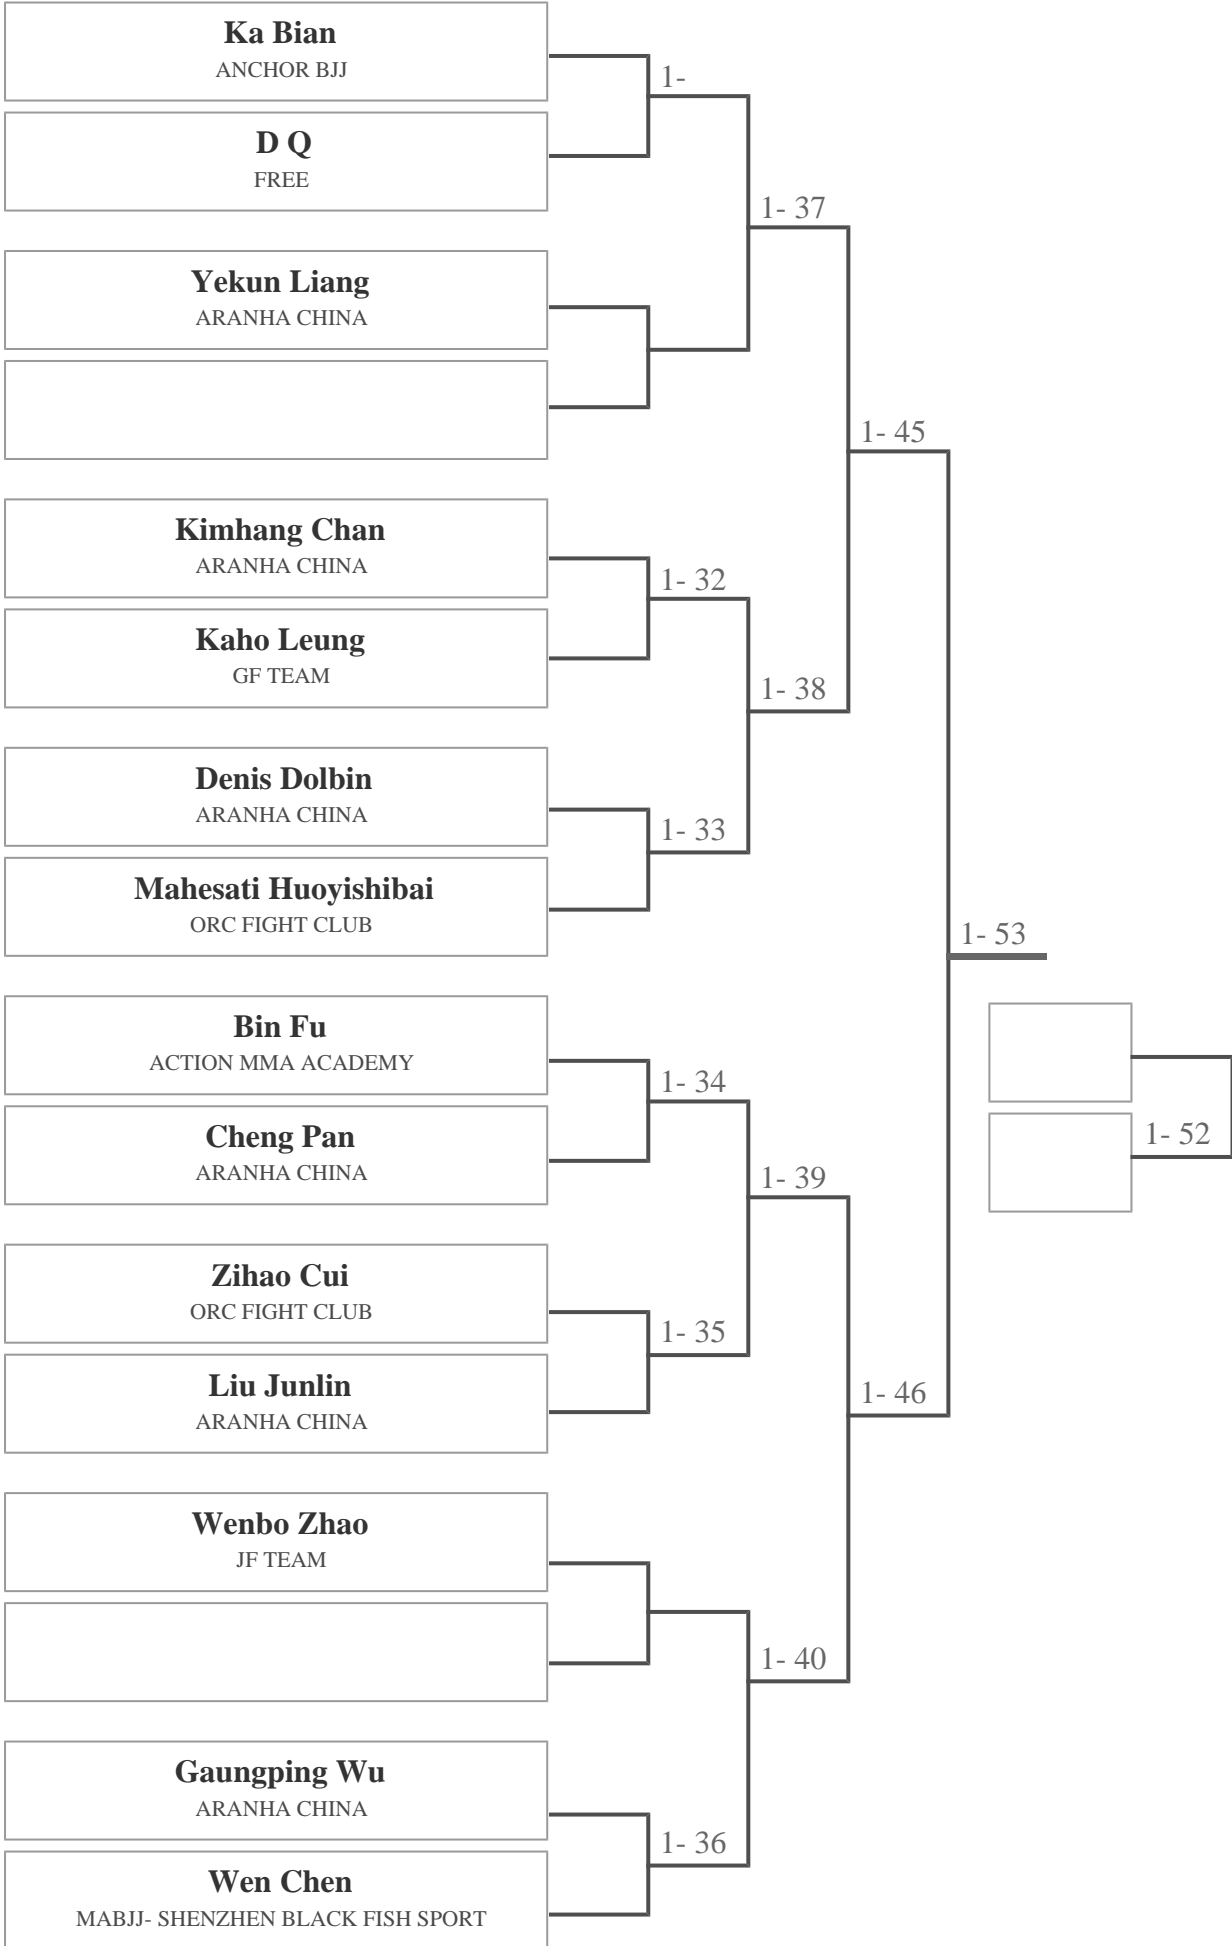 Ka Bian
ANCHOR BJJ
1-
D Q
FREE
1- 37
Yekun Liang
ARANHA CHINA
1- 45
Kimhang Chan
ARANHA CHINA
1- 32
Kaho Leung
GF TEAM
1- 38
Denis Dolbin
ARANHA CHINA
1- 33
Mahesati Huoyishibai
ORC FIGHT CLUB
1- 53
Bin Fu
ACTION MMA ACADEMY
1- 34
Cheng Pan
ARANHA CHINA
1- 52
1- 39
Zihao Cui
ORC FIGHT CLUB
1- 35
Liu Junlin
ARANHA CHINA
1- 46
Wenbo Zhao
JF TEAM
1- 40
Gaungping Wu
ARANHA CHINA
1- 36
Wen Chen
MABJJ- SHENZHEN BLACK FISH SPORT